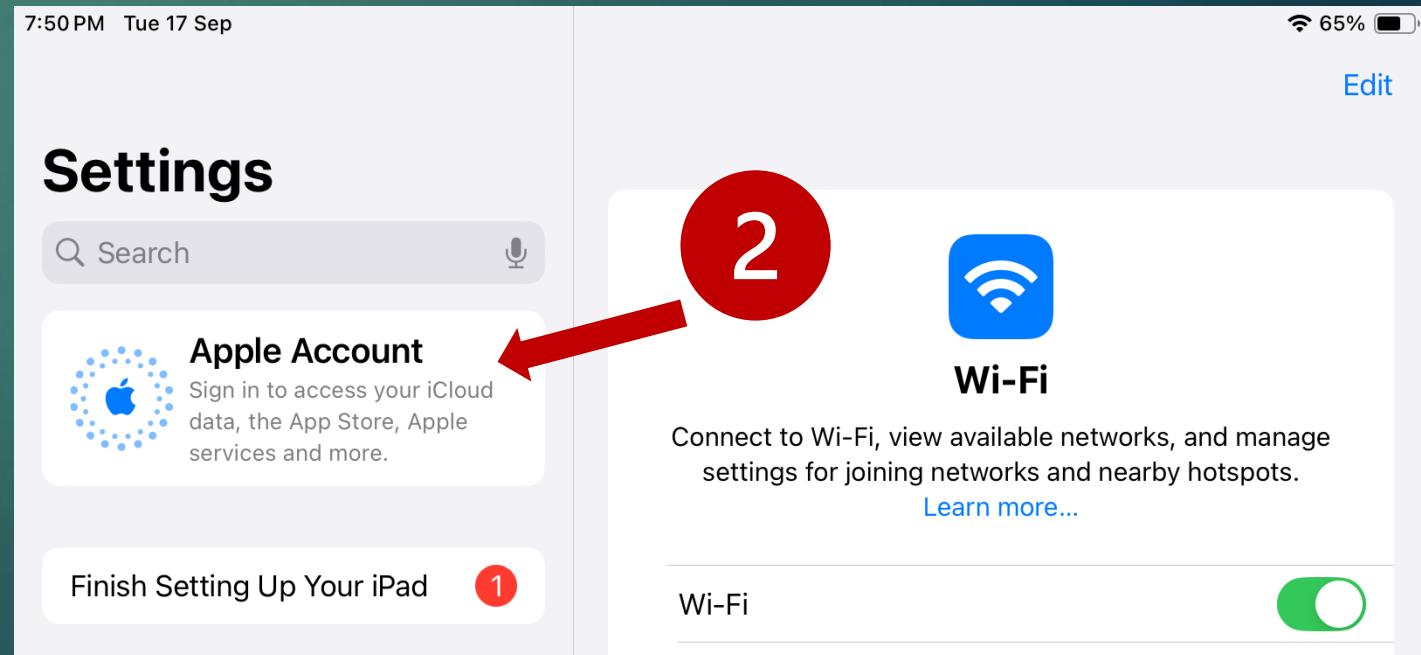 7:50 PM Tue 17 Sep
65%
Edit
Settings
Search
2
Apple Account
Sign in to access your iCloud
data, the App Store, Apple
services and more.
Finish Setting Up Your iPad 1
Wi-Fi
Connect to Wi-Fi, view available networks, and manage
settings for joining networks and nearby hotspots.
Learn more...
Wi-Fi